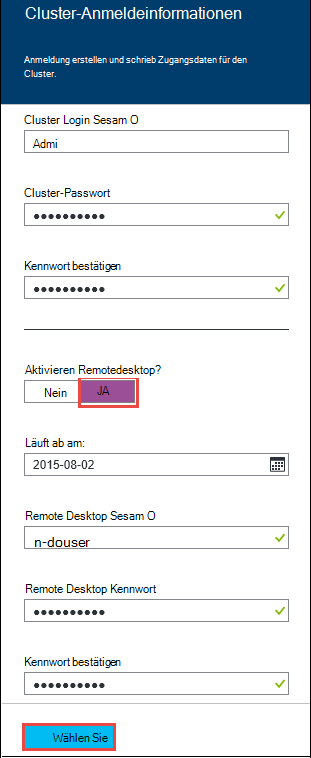 Cluster-Anmeldeinformationen
Anmeldung erstellen und schrieb Zugangsdaten für den
Cluster.
Cluster Login Sesam O
Admi
Cluster-Passwort
●●●●●●●●●●
Kennwort bestätigen
●●●●●●●●●●
Aktivieren Remotedesktop?
Nein JA
Läuft ab am:
2015-08-02
Remote Desktop Sesam O
n-douser
Remote Desktop Kennwort
●●●●●●●●●●
Kennwort bestätigen
●●●●●●●●●●
Wählen Sie